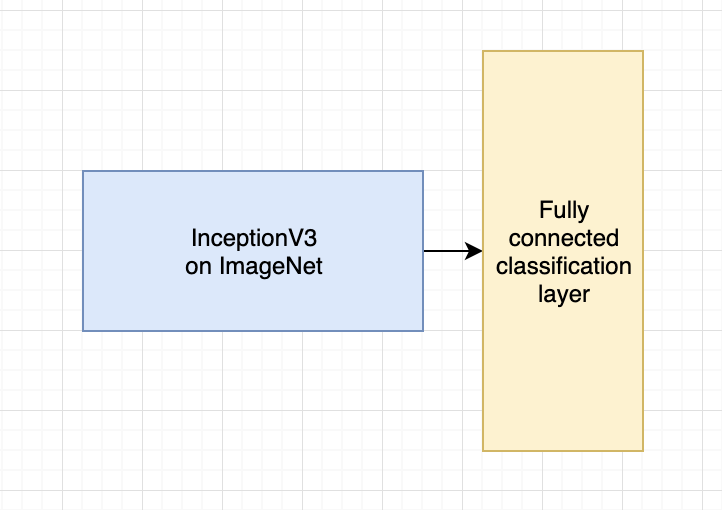 InceptionV3
on ImageNet
Fully
connected
classification
layer